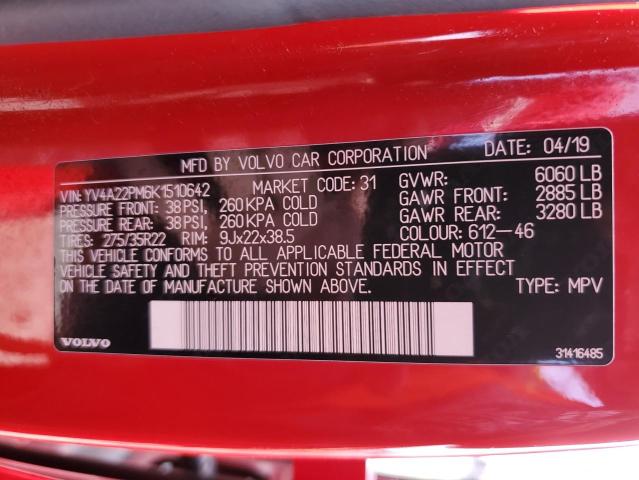 MFD BY VOLVO CAR CORPORATION DATE: 04/19
VIN: YV4A22PM6K1510642 MARKET CODE: 31 GVWR: 6060 LB
PRESSURE FRONT: 38 PSI, 260 KPA COLD GAWR FRONT: 2885 LB
PRESSURE REAR: 38 PSI, 260 KPA COLD GAWR REAR: 3280 LB
TIRES: 275/35R22 RIM: 9Jx22x38.5 COLOUR: 612-46
THIS VEHICLE CONFORMS TO ALL APPLICABLE FEDERAL MOTOR
VEHICLE SAFETY AND THEFT PREVENTION STANDARDS IN EFFECT
ON THE DATE OF MANUFACTURE SHOWN ABOVE. TYPE: MPV
VOLVO 31416485